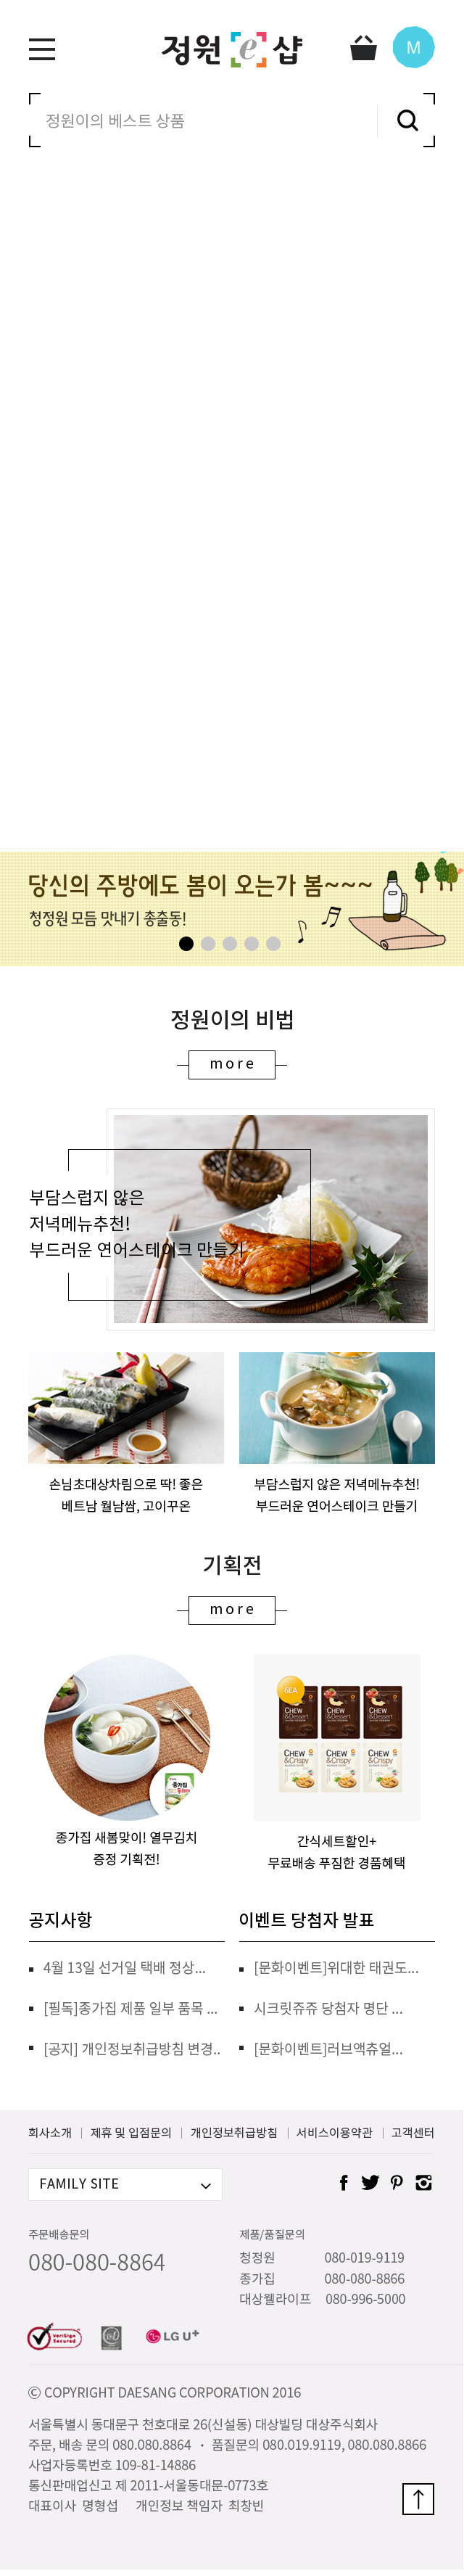 정원 e 샵
M
정원이의 베스트 상품
당신의 주방에도 봄이 오는가 봄~~~
청정원 모듬 맛내기 총출동!
정원이의 비법
more
부담스럽지 않은
저녁메뉴추천!
부드러운 연어스테이크 만들기
손님초대상차림으로 딱! 좋은
베트남 월남쌈, 고이꾸온
부담스럽지 않은 저녁메뉴추천!
부드러운 연어스테이크 만들기
기획전
more
6EA
CHEW &Dessert CHEW &Dessert CHEW &Dessert
CHEW &Crispy CHEW &Crispy CHEW &Crispy
종가집
종가집 새봄맞이! 열무김치
증정 기획전!
간식세트할인+
무료배송 푸짐한 경품혜택
공지사항
4월 13일 선거일 택배 정상...
[필독]종가집 제품 일부 품목 ...
[공지] 개인정보취급방침 변경..
이벤트 당첨자 발표
[문화이벤트]위대한 태권도...
시크릿쥬쥬 당첨자 명단 ...
[문화이벤트]러브액츄얼...
회사소개 | 제휴 및 입점문의 | 개인정보취급방침 | 서비스이용약관 | 고객센터
FAMILY SITE
주문배송문의
080-080-8864
제품/품질문의
청정원 080-019-9119
종가집 080-080-8866
대상웰라이프 080-996-5000
VeriSign Secured
LG U+
© COPYRIGHT DAESANG CORPORATION 2016
서울특별시 동대문구 천호대로 26(신설동) 대상빌딩 대상주식회사
주문, 배송 문의 080.080.8864 · 품질문의 080.019.9119, 080.080.8866
사업자등록번호 109-81-14886
통신판매업신고 제 2011-서울동대문-0773호
대표이사 명형섭 개인정보 책임자 최창빈